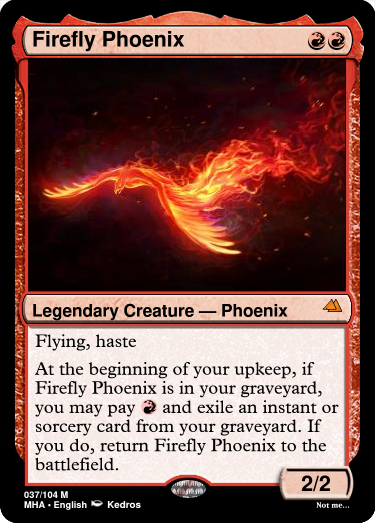 Firefly Phoenix
Legendary Creature — Phoenix
Flying, haste
At the beginning of your upkeep, if
Firefly Phoenix is in your graveyard,
you may pay and exile an instant or
sorcery card from your graveyard. If
you do, return Firefly Phoenix to the
battlefield.
2/2
037/104 M
MHA • English Kedros
Not me...